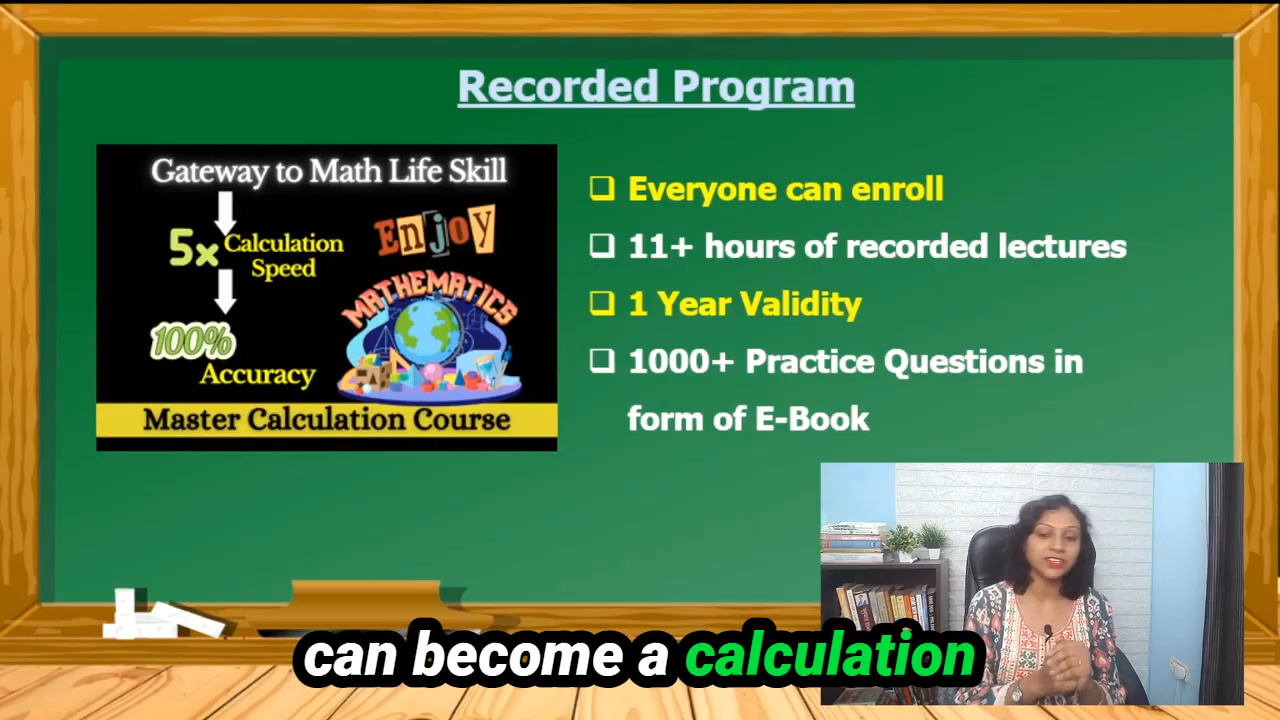 Recorded Program
Gateway to Math Life Skill
5x Calculation
Speed
100%
Accuracy
Enjoy
MATHEMATICS
Master Calculation Course
Everyone can enroll
11+ hours of recorded lectures
1 Year Validity
1000+ Practice Questions in
form of E-Book
can become a calculation